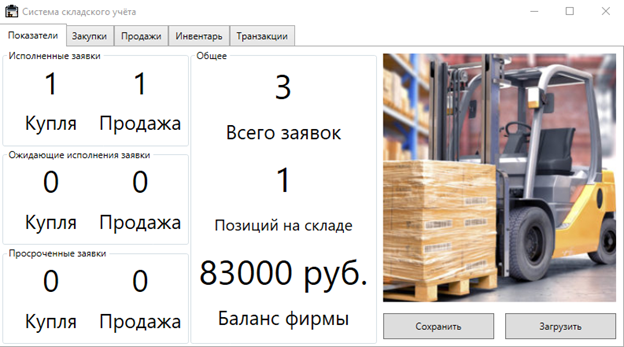 Система складского учёта
Показатели
Закупки
Продажи
Инвентарь
Транзакции
Исполненные заявки
1 1
Купля Продажа
Ожидающие исполнения заявки
0 0
Купля Продажа
Просроченные заявки
0 0
Купля Продажа
Общее
3
Всего заявок
1
Позиций на складе
83000 руб.
Баланс фирмы
Сохранить
Загрузить